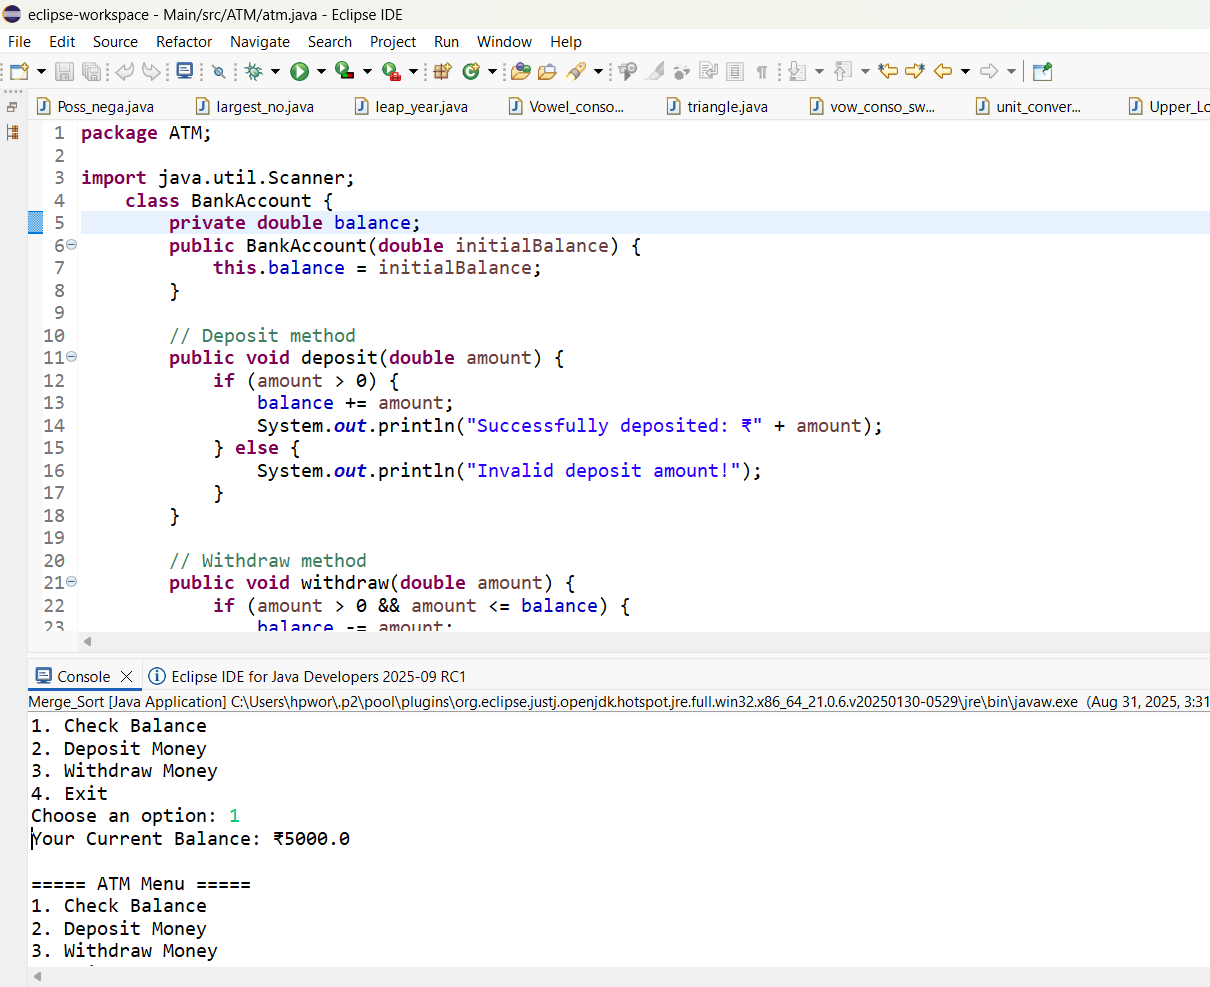 eclipse-workspace - Main/src/ATM/atm.java - Eclipse IDE
File Edit Source Refactor Navigate Search Project Run Window Help
Poss_nega.java largest_no.java leap_year.java Vowel_conso... triangle.java vow_conso_sw... unit_conver... Upper_Lo
1 package ATM;
2
3 import java.util.Scanner;
4 class BankAccount {
5 private double balance;
6 public BankAccount(double initialBalance) {
7 this.balance = initialBalance;
8 }
9
10 // Deposit method
11 public void deposit(double amount) {
12 if (amount > 0) {
13 balance += amount;
14 System.out.println("Successfully deposited: ₹" + amount);
15 } else {
16 System.out.println("Invalid deposit amount!");
17 }
18 }
19
20 // Withdraw method
21 public void withdraw(double amount) {
22 if (amount > 0 && amount <= balance) {
23 balance -= amount;
Console Eclipse IDE for Java Developers 2025-09 RC1
Merge_Sort [Java Application] C:\Users\hpwor\.p2\pool\plugins\org.eclipse.justj.openjdk.hotspot.jre.full.win32.x86_64_21.0.6.v20250130-0529\jre\bin\javaw.exe (Aug 31, 2025, 3:31
1. Check Balance
2. Deposit Money
3. Withdraw Money
4. Exit
Choose an option: 1
Your Current Balance: ₹5000.0
===== ATM Menu =====
1. Check Balance
2. Deposit Money
3. Withdraw Money